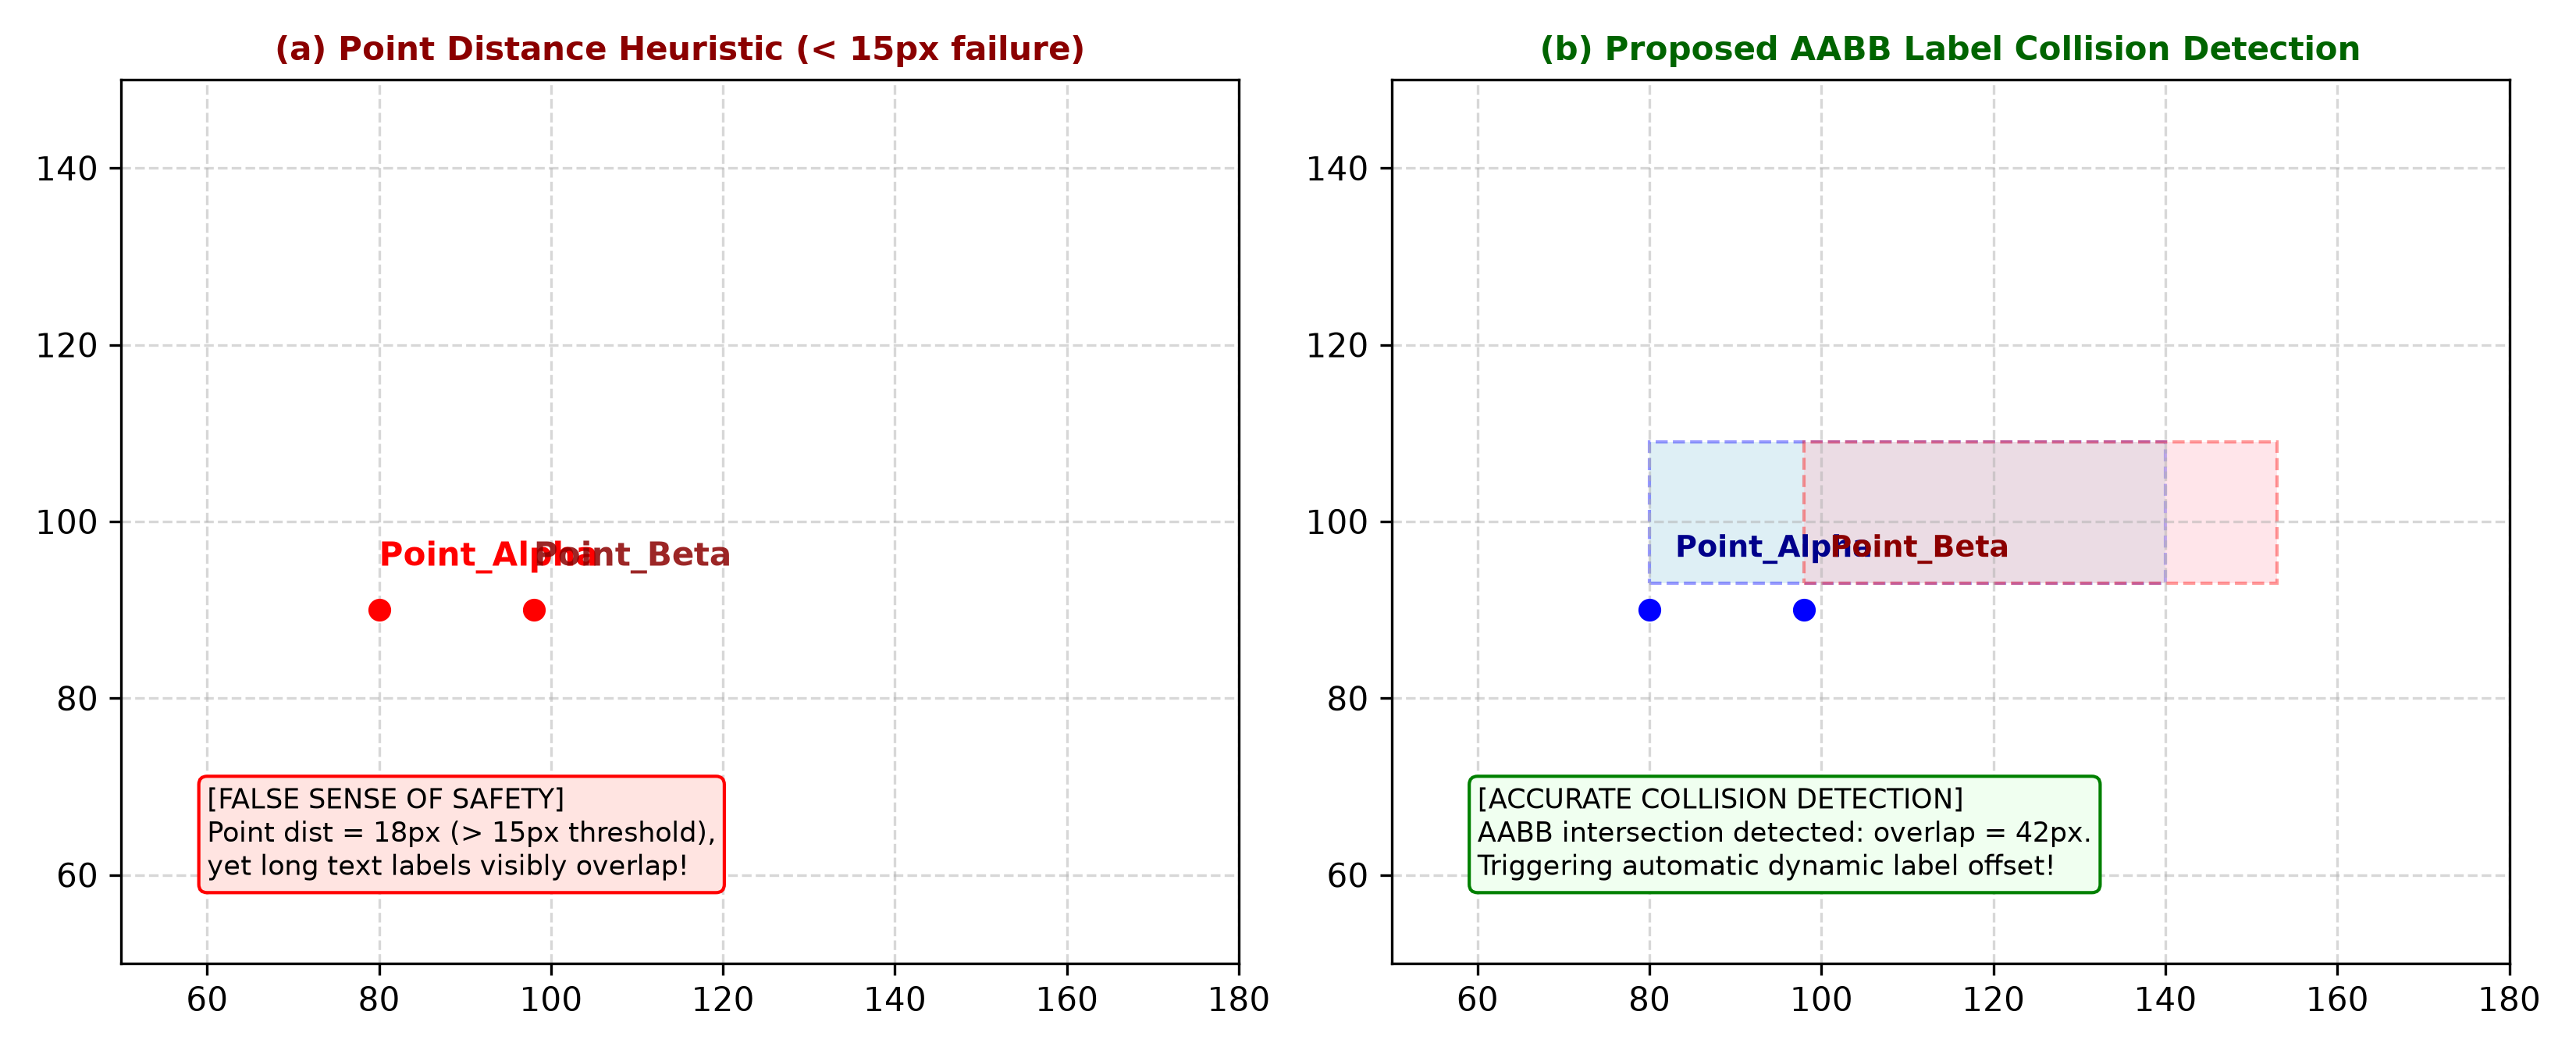 (a) Point Distance Heuristic (< 15px failure)
140
120
100
80
60
Point_Alpha
Point_Beta
[FALSE SENSE OF SAFETY]
Point dist = 18px (> 15px threshold),
yet long text labels visibly overlap!
60 80 100 120 140 160 180
(b) Proposed AABB Label Collision Detection
140
120
100
80
60
Point_Alpha
Point_Beta
[ACCURATE COLLISION DETECTION]
AABB intersection detected: overlap = 42px.
Triggering automatic dynamic label offset!
60 80 100 120 140 160 180